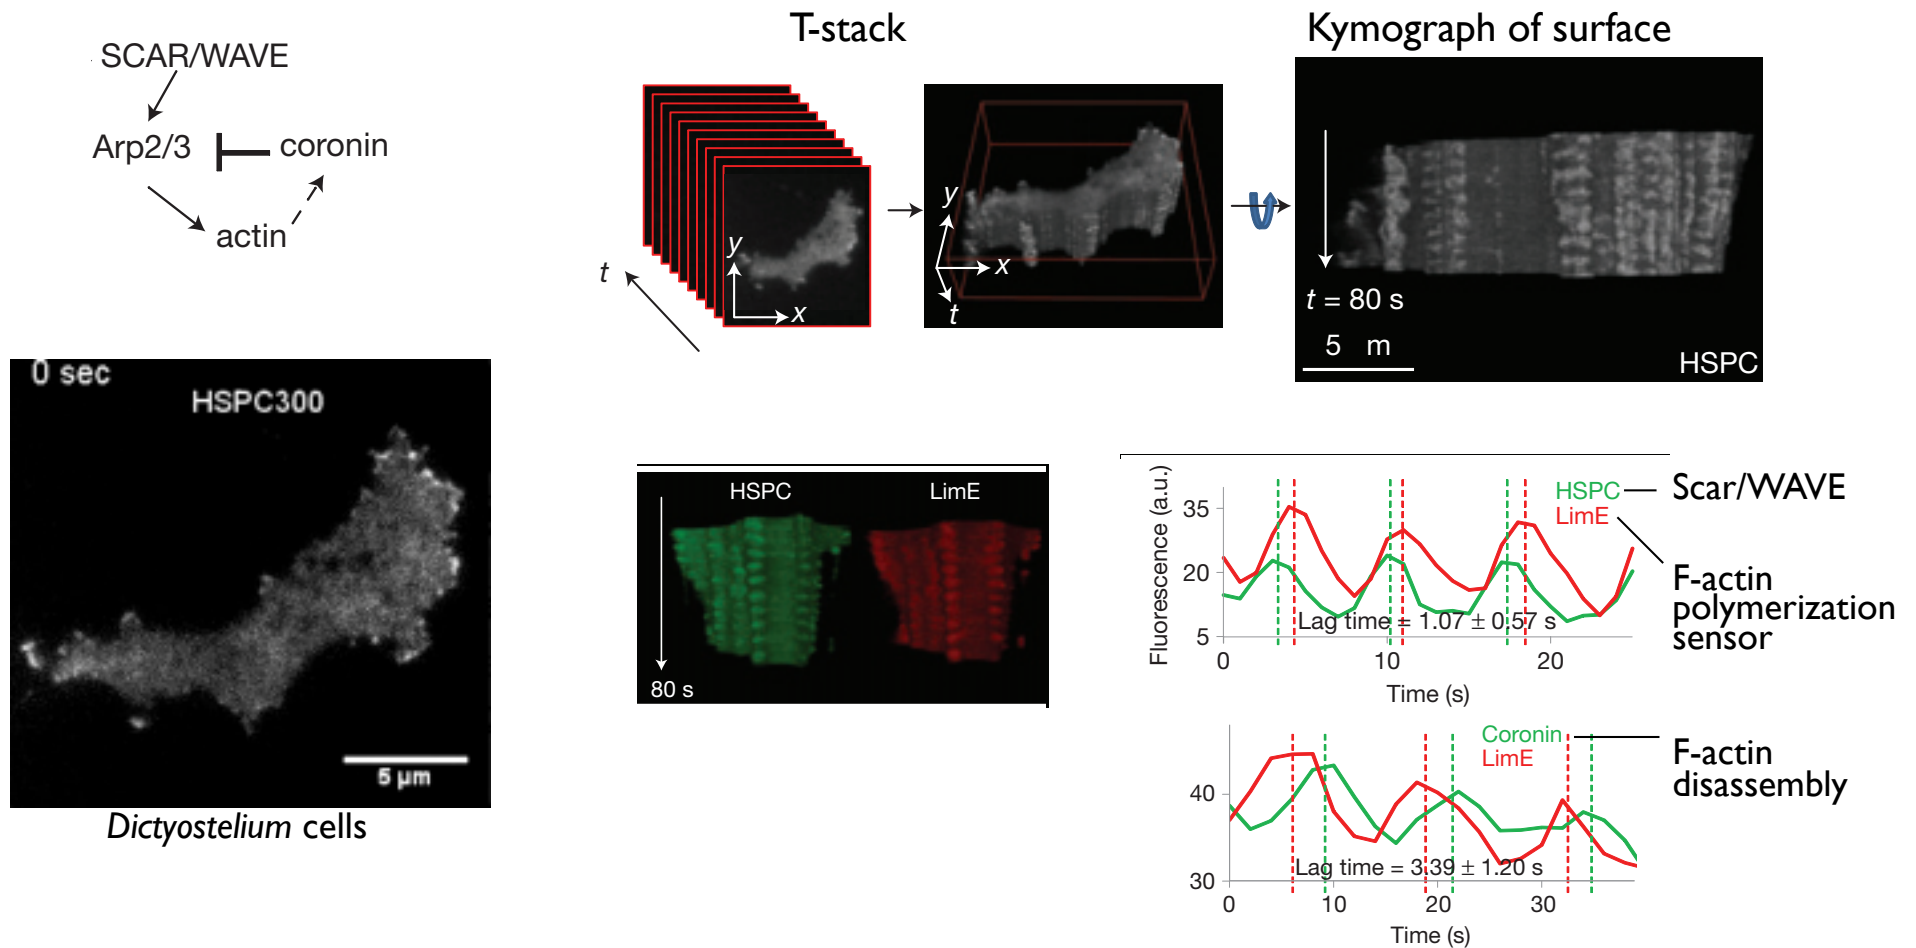 SCAR/WAVE
Arp2/3
coronin
actin
T-stack
t
y
x
y
x
t
Kymograph of surface
t = 80 s
5 m
HSPC
0 sec
HSPC300
5 µm
Dictyostelium cells
HSPC
LimE
80 s
Fluorescence (a.u.)
35
20
5
HSPC
LimE
Lag time = 1.07 ± 0.57 s
0
10
20
Time (s)
Scar/WAVE
F-actin
polymerization
sensor
Coronin
LimE
40
30
Lag time = 3.39 ± 1.20 s
0
10
20
30
Time (s)
F-actin
disassembly